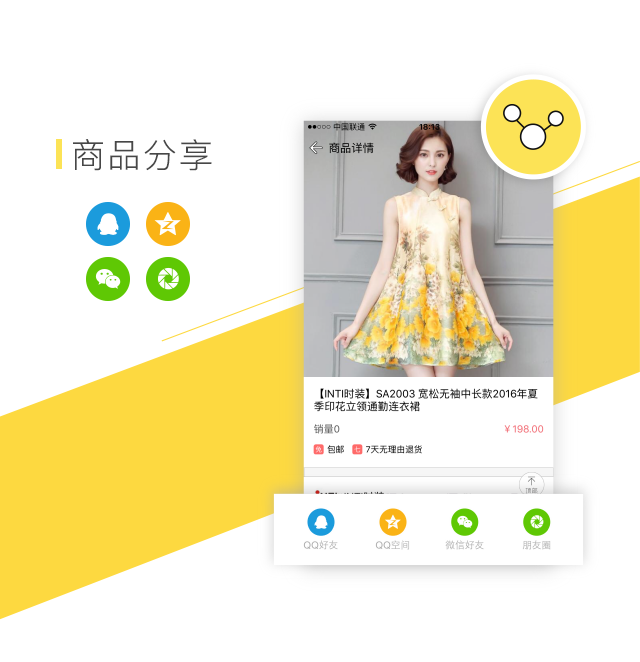 商品分享
中国联通
18:13
商品详情
【INTI时装】SA2003 宽松无袖中长款2016年夏
季印花立领通勤连衣裙
销量0
¥198.00
免 包邮 七 7天无理由退货
顶部
QQ好友
QQ空间
微信好友
朋友圈